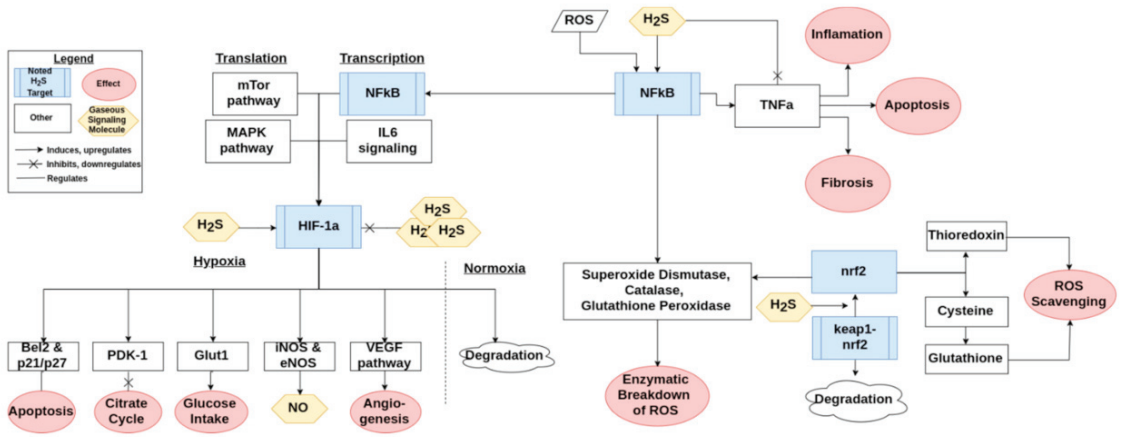 Legend
Noted
H₂S
Target
Effect
Other
Gaseous
Signaling
Molecule
Induces, upregulates
Inhibits, downregulates
Regulates
Translation
Transcription
mTor
pathway
NFkB
MAPK
pathway
IL6
signaling
H₂S
HIF-1a
H₂S
H₂S
H₂S
Hypoxia
Normoxia
Bel2 &
p21/p27
PDK-1
Glut1
iNOS &
eNOS
VEGF
pathway
Degradation
Apoptosis
Citrate
Cycle
Glucose
Intake
NO
Angio-
genesis
ROS
H₂S
NFkB
TNFa
Inflamation
Apoptosis
Fibrosis
Superoxide Dismutase,
Catalase,
Glutathione Peroxidase
nrf2
H₂S
keap1-
nrf2
Thioredoxin
Cysteine
Glutathione
ROS
Scavenging
Enzymatic
Breakdown
of ROS
Degradation